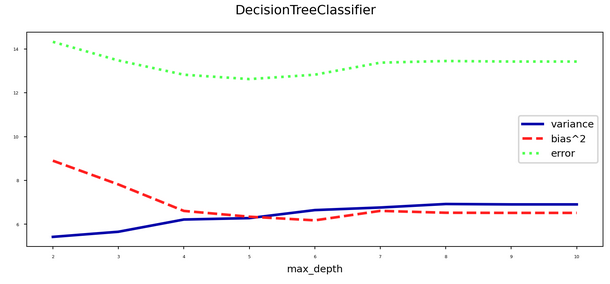 DecisionTreeClassifier
14
12
10
8
6
variance
bias^2
error
2 3 4 5 6 7 8 9 10
max_depth